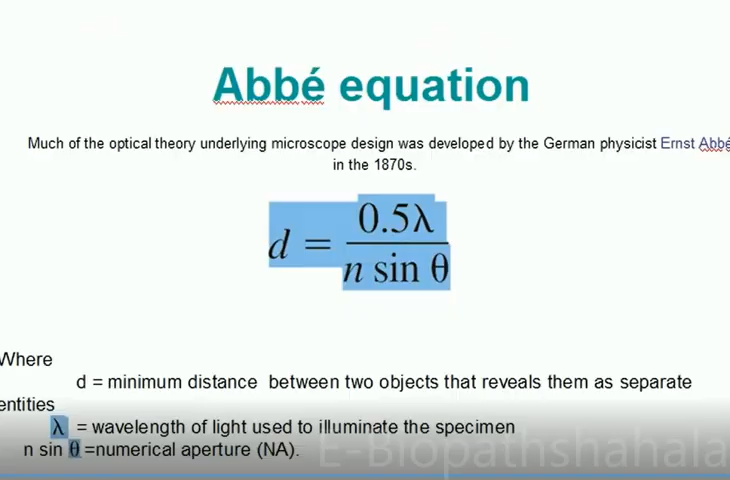 Abbé equation
Much of the optical theory underlying microscope design was developed by the German physicist Ernst Abbé
in the 1870s.
d = 0.5λ / n sin θ
Where
d = minimum distance between two objects that reveals them as separate
entities
λ = wavelength of light used to illuminate the specimen
n sin θ =numerical aperture (NA).
E-Biopathshahala